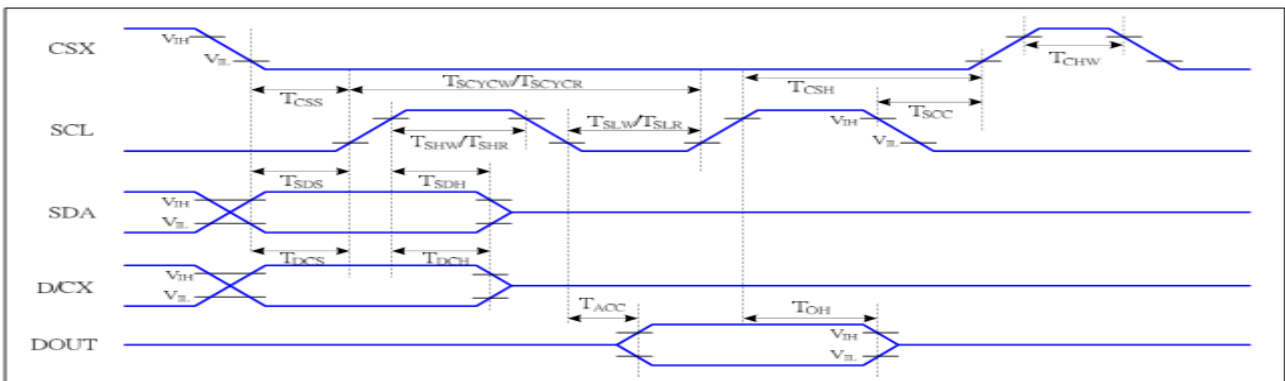 CSX
VIH
VIL
TCHW
TSCYCW/TSCYCR
TCSS
TCSH
TSCC
SCL
TSLW/TSLR
VIH
TSHW/TSHR
VIL
TSDS
TSDH
SDA
VIH
VIL
TDCS
TDCH
D/CX
VIH
VIL
TACC
TOH
DOUT
VIH
VIL